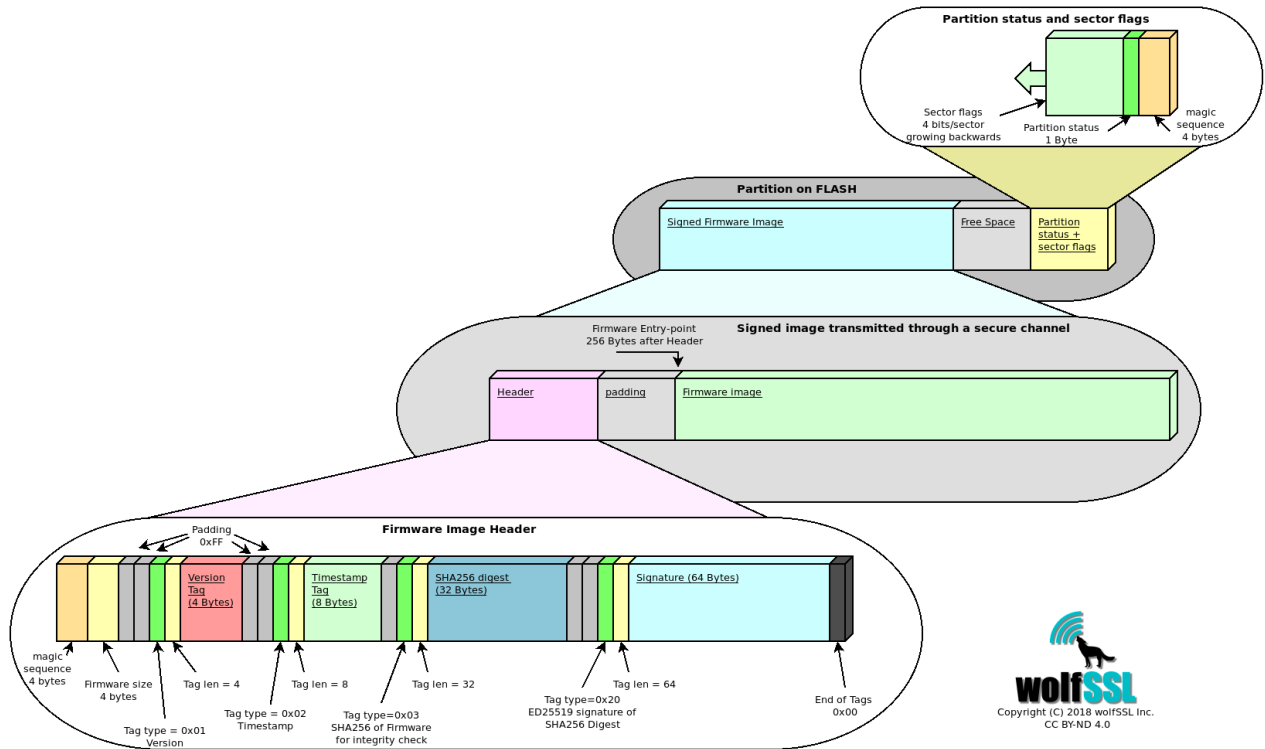 Partition status and sector flags
Sector flags
4 bits/sector
growing backwards
Partition status
1 Byte
magic
sequence
4 bytes
Partition on FLASH
Signed Firmware Image
Free Space
Partition
status +
sector flags
Firmware Entry-point
256 Bytes after Header
Signed image transmitted through a secure channel
Header
padding
Firmware image
Firmware Image Header
Padding
0xFF
Version
Tag
(4 Bytes)
Timestamp
Tag
(8 Bytes)
SHA256 digest
(32 Bytes)
Signature (64 Bytes)
magic
sequence
4 bytes
Firmware size
4 bytes
Tag type = 0x01
Version
Tag len = 4
Tag type = 0x02
Timestamp
Tag len = 8
Tag type=0x03
SHA256 of Firmware
for integrity check
Tag len = 32
Tag type=0x20
ED25519 signature of
SHA256 Digest
Tag len = 64
End of Tags
0x00
wolfSSL
Copyright (C) 2018 wolfSSL Inc.
CC BY-ND 4.0